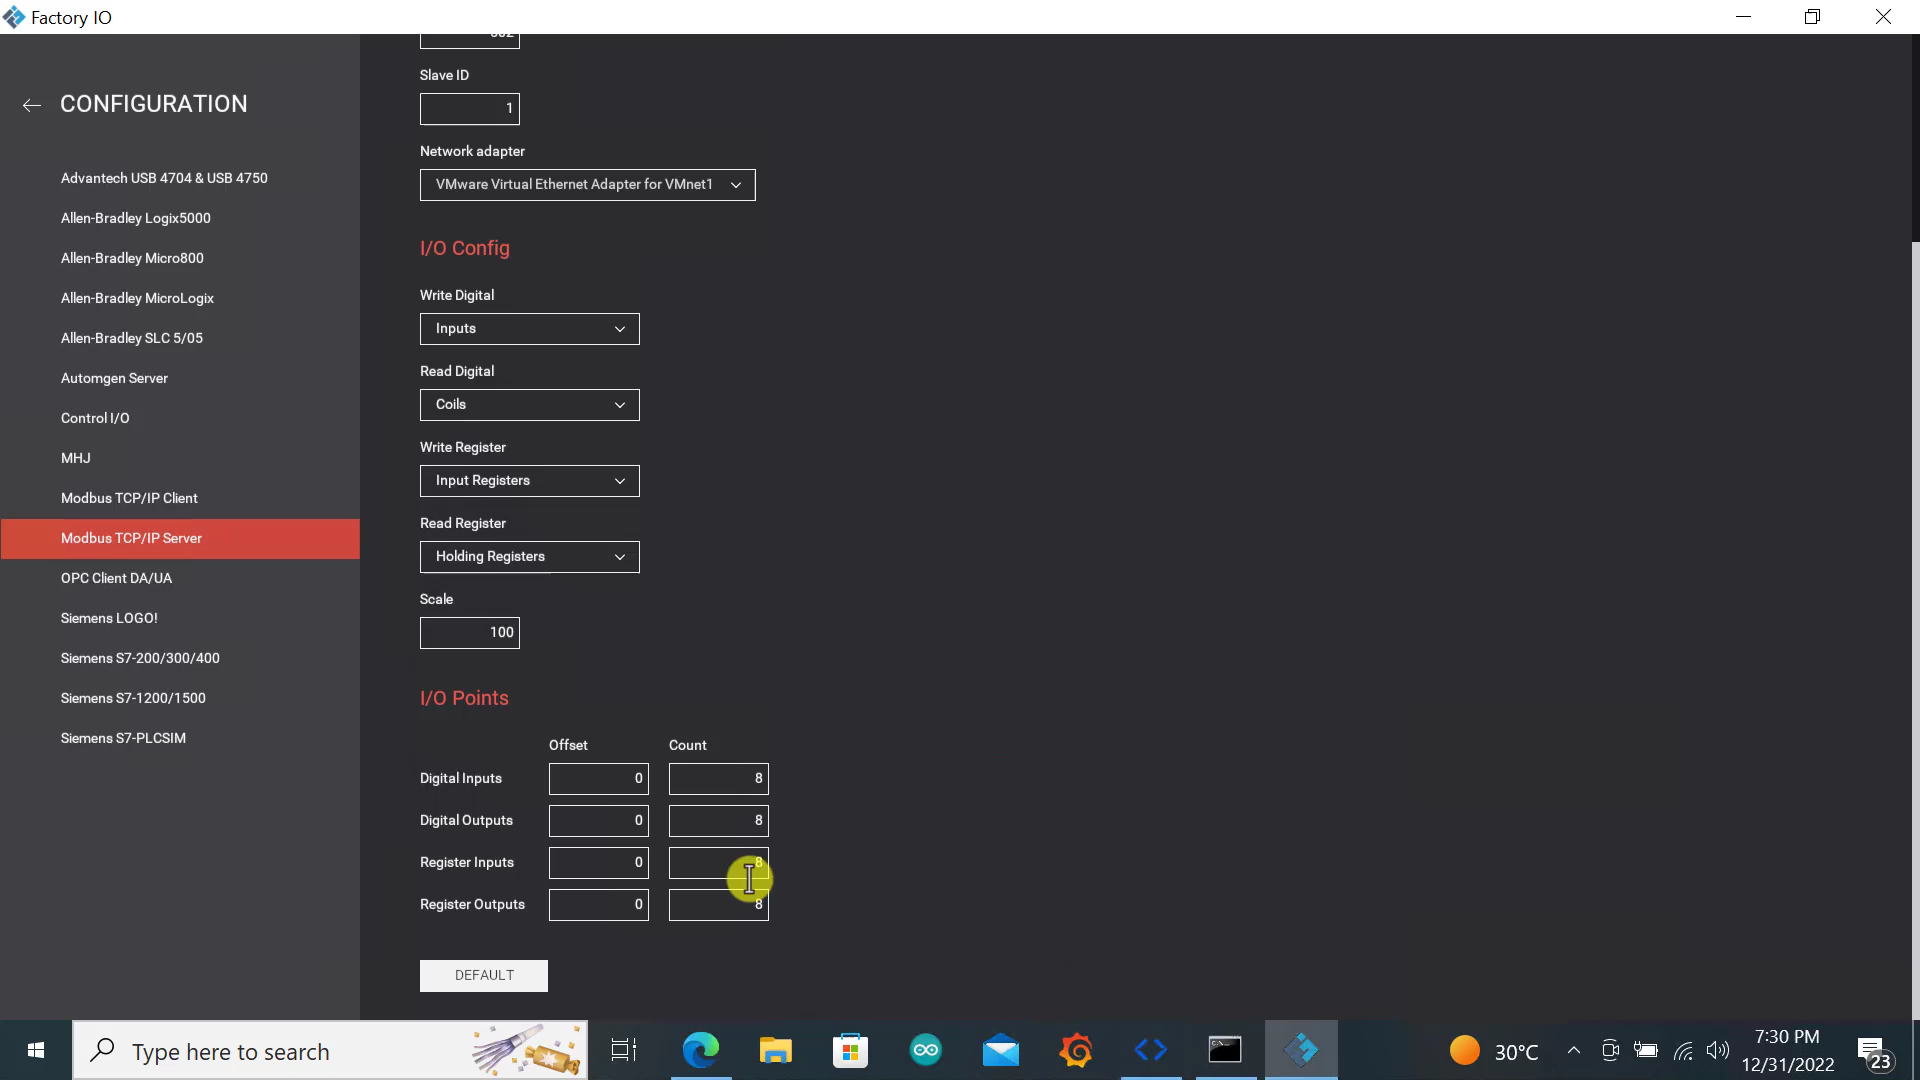 Factory IO
CONFIGURATION
Advantech USB 4704 & USB 4750
Allen-Bradley Logix5000
Allen-Bradley Micro800
Allen-Bradley MicroLogix
Allen-Bradley SLC 5/05
Automgen Server
Control I/O
MHJ
Modbus TCP/IP Client
Modbus TCP/IP Server
OPC Client DA/UA
Siemens LOGO!
Siemens S7-200/300/400
Siemens S7-1200/1500
Siemens S7-PLCSIM
Slave ID
1
Network adapter
VMware Virtual Ethernet Adapter for VMnet1
I/O Config
Write Digital
Inputs
Read Digital
Coils
Write Register
Input Registers
Read Register
Holding Registers
Scale
100
I/O Points
Offset Count
Digital Inputs 0 8
Digital Outputs 0 8
Register Inputs 0 8
Register Outputs 0 8
DEFAULT
Type here to search
30°C
7:30 PM
12/31/2022
23